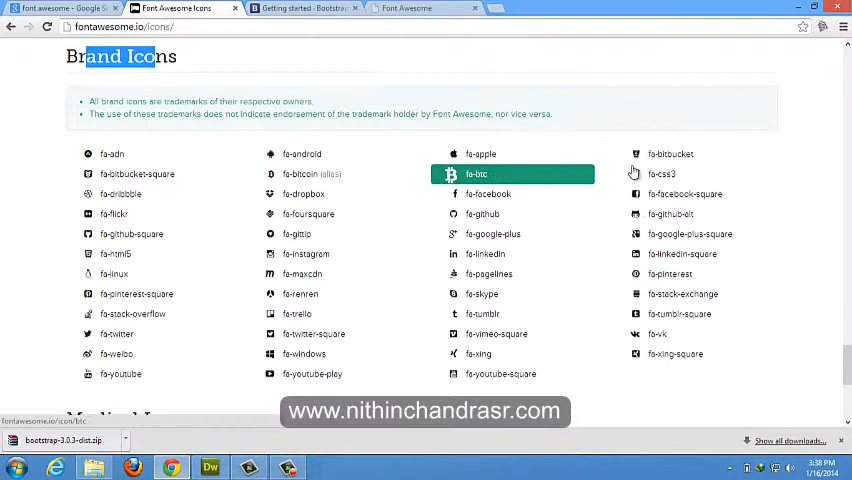 font awesome - Google Se
Font Awesome Icons
Getting started · Bootstrap
Font Awesome
fontawesome.io/icons/
Brand Icons
All brand icons are trademarks of their respective owners.
The use of these trademarks does not indicate endorsement of the trademark holder by Font Awesome, nor vice versa.
fa-adn fa-android fa-apple fa-bitbucket
fa-bitbucket-square fa-bitcoin (alias) fa-btc fa-css3
fa-dribbble fa-dropbox fa-facebook fa-facebook-square
fa-flickr fa-foursquare fa-github fa-github-alt
fa-github-square fa-gittip fa-google-plus fa-google-plus-square
fa-html5 fa-instagram fa-linkedin fa-linkedin-square
fa-linux fa-maxcdn fa-pagelines fa-pinterest
fa-pinterest-square fa-renren fa-skype fa-stack-exchange
fa-stack-overflow fa-trello fa-tumblr fa-tumblr-square
fa-twitter fa-twitter-square fa-vimeo-square fa-vk
fa-weibo fa-windows fa-xing fa-xing-square
fa-youtube fa-youtube-play fa-youtube-square
www.nithinchandrasr.com
fontawesome.io/icon/btc
bootstrap-3.0.3-dist.zip
Show all downloads...
Dw
3:38 PM
1/16/2014